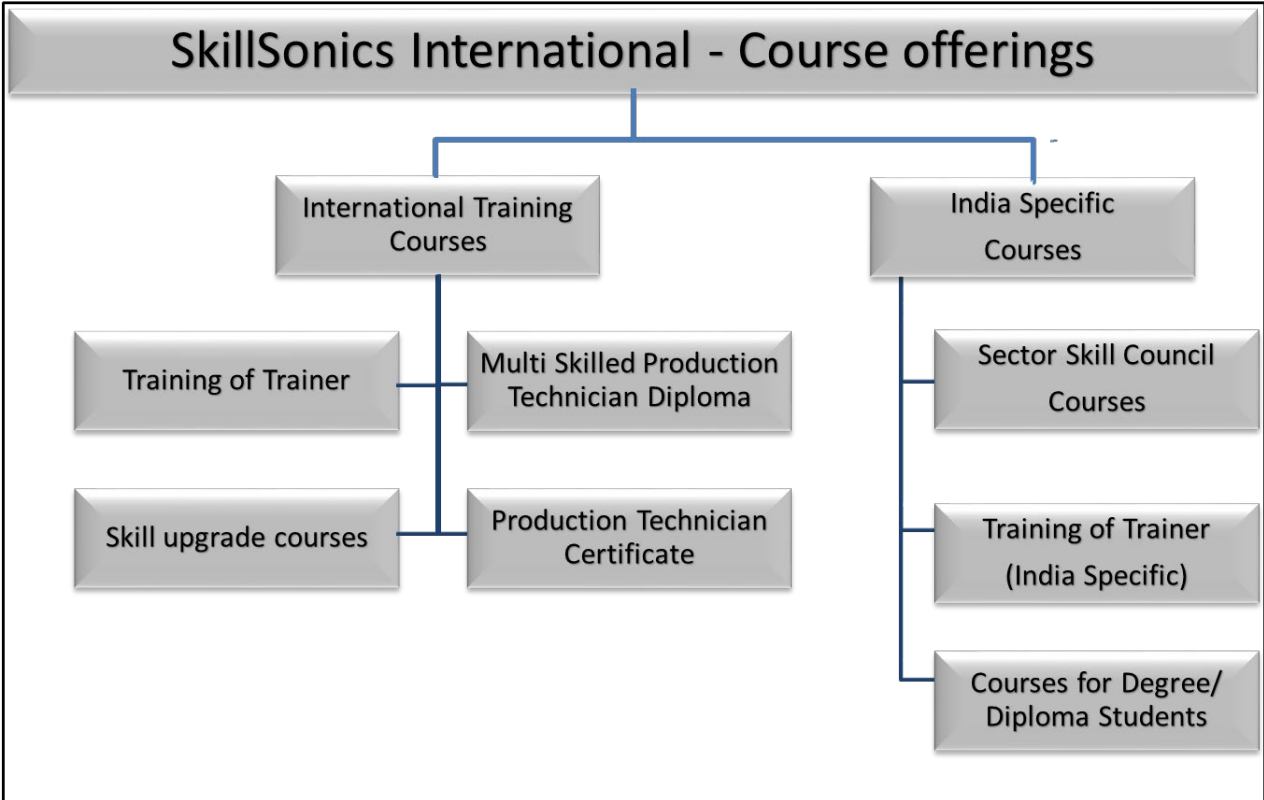 SkillSonics International - Course offerings
International Training
Courses
India Specific
Courses
Training of Trainer
Multi Skilled Production
Technician Diploma
Sector Skill Council
Courses
Skill upgrade courses
Production Technician
Certificate
Training of Trainer
(India Specific)
Courses for Degree/
Diploma Students